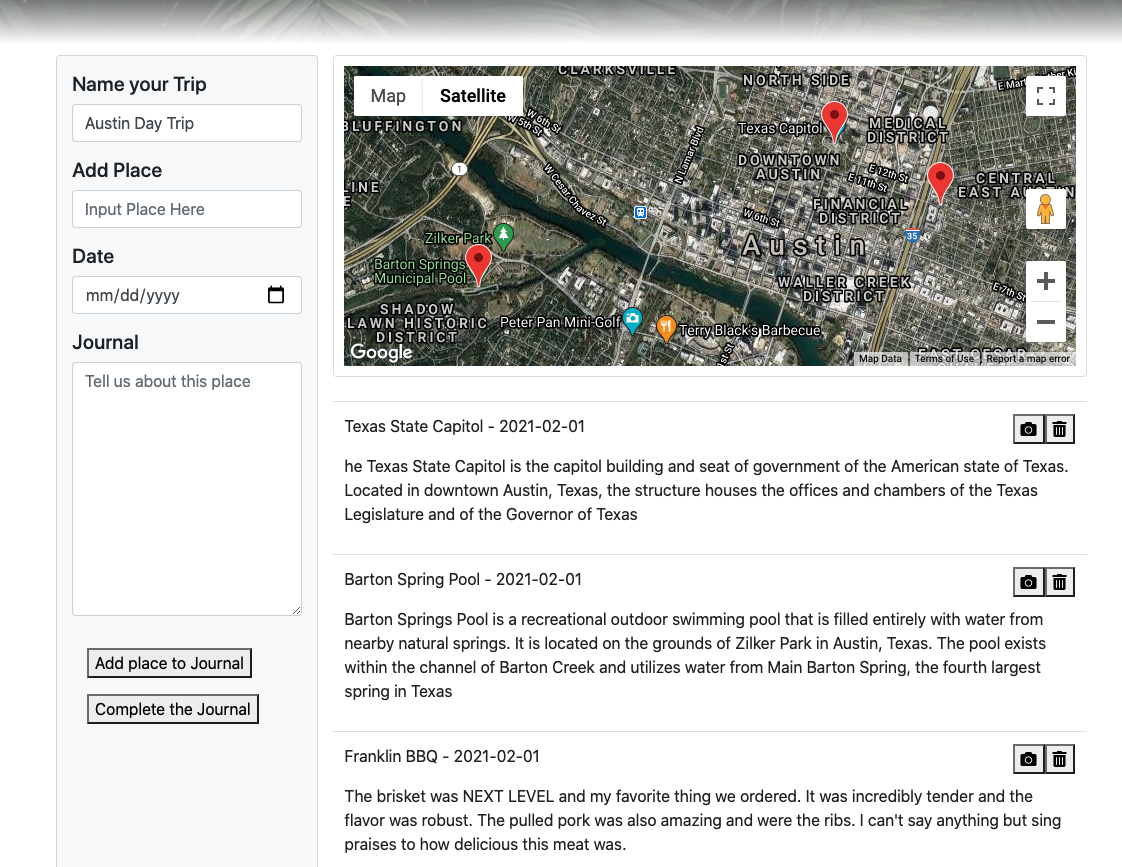 Name your Trip
Austin Day Trip
Add Place
Input Place Here
Date
mm/dd/yyyy
Journal
Tell us about this place
Add place to Journal
Complete the Journal
Map
Satellite
CLARKSVILLE
NORTH SIDE
BLUFFINGTON
W 6th St
W 5th St
1
LINE
W Cesar Chavez St
N Lamar Blvd
Texas Capitol
MEDICAL
DISTRICT
DOWNTOWN
AUSTIN
E 12th St
E 11th St
CENTRAL
EAST AUSTIN
FINANCIAL
DISTRICT
W 6th St
35
Austin
Zilker Park
Barton Springs
Municipal Pool
WALLER CREEK
DISTRICT
E 7th St
SHADOW
LAWN HISTORIC
DISTRICT
Peter Pan Mini-Golf
Terry Black's Barbecue
1st St
Google
Map Data
Terms of Use
Report a map error
Texas State Capitol - 2021-02-01
he Texas State Capitol is the capitol building and seat of government of the American state of Texas.
Located in downtown Austin, Texas, the structure houses the offices and chambers of the Texas
Legislature and of the Governor of Texas
Barton Spring Pool - 2021-02-01
Barton Springs Pool is a recreational outdoor swimming pool that is filled entirely with water from
nearby natural springs. It is located on the grounds of Zilker Park in Austin, Texas. The pool exists
within the channel of Barton Creek and utilizes water from Main Barton Spring, the fourth largest
spring in Texas
Franklin BBQ - 2021-02-01
The brisket was NEXT LEVEL and my favorite thing we ordered. It was incredibly tender and the
flavor was robust. The pulled pork was also amazing and were the ribs. I can't say anything but sing
praises to how delicious this meat was.